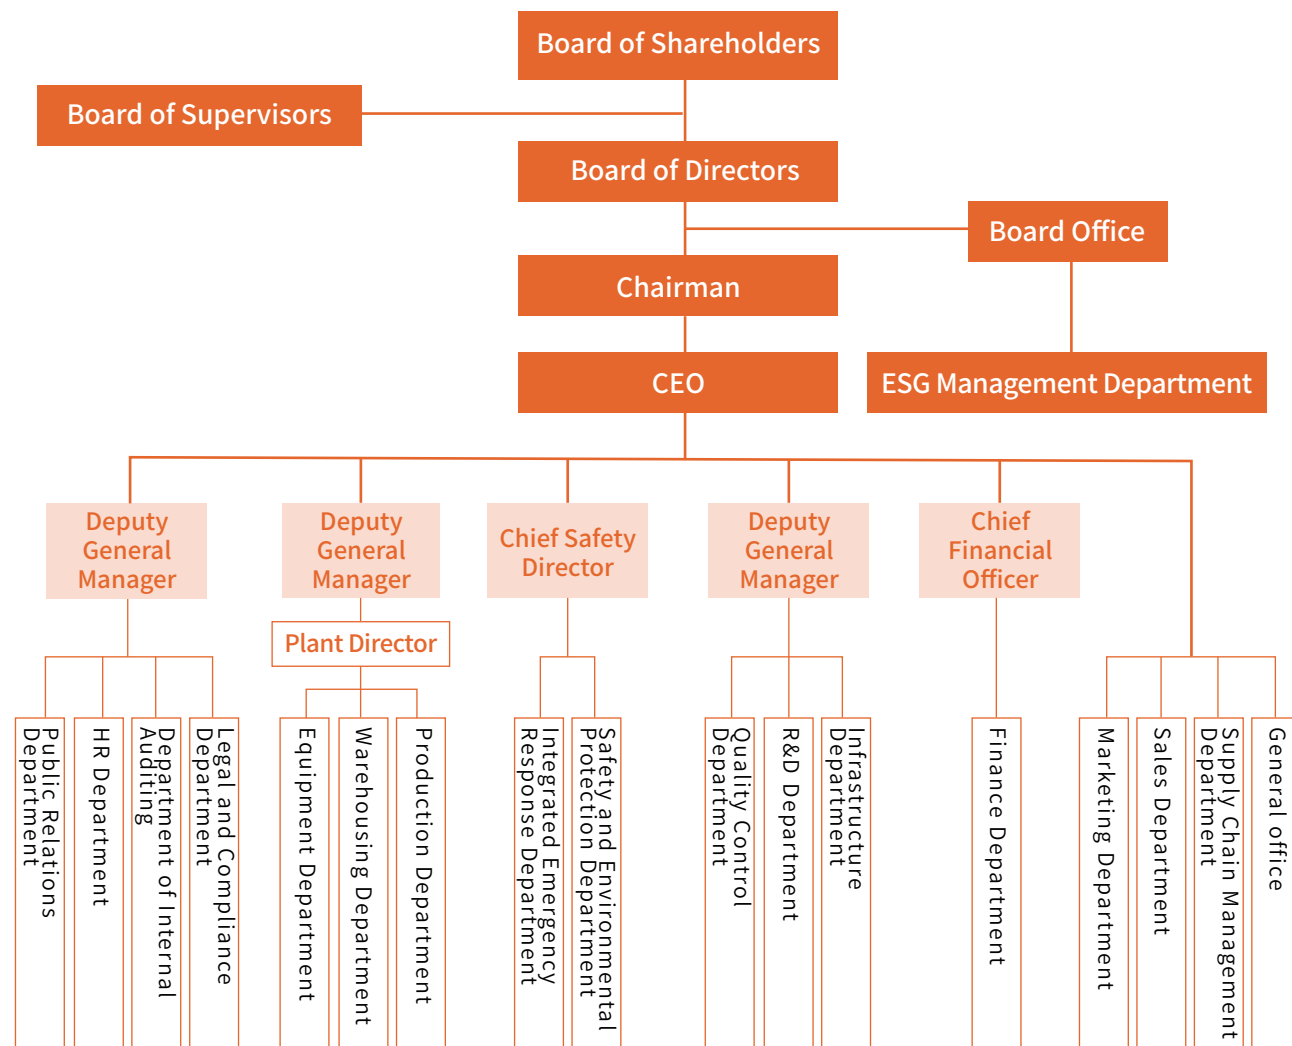 Board of Shareholders
Board of Supervisors
Board of Directors
Board Office
Chairman
CEO
ESG Management Department
Deputy
General
Manager
Deputy
General
Manager
Chief Safety
Director
Deputy
General
Manager
Chief
Financial
Officer
Plant Director
Public Relations
Department
HR Department
Department of Internal
Auditing
Legal and Compliance
Department
Equipment Department
Warehousing Department
Production Department
Integrated Emergency
Response Department
Safety and Environmental
Protection Department
Quality Control
Department
R&D Department
Infrastructure
Department
Finance Department
Marketing Department
Sales Department
Supply Chain Management
Department
General office